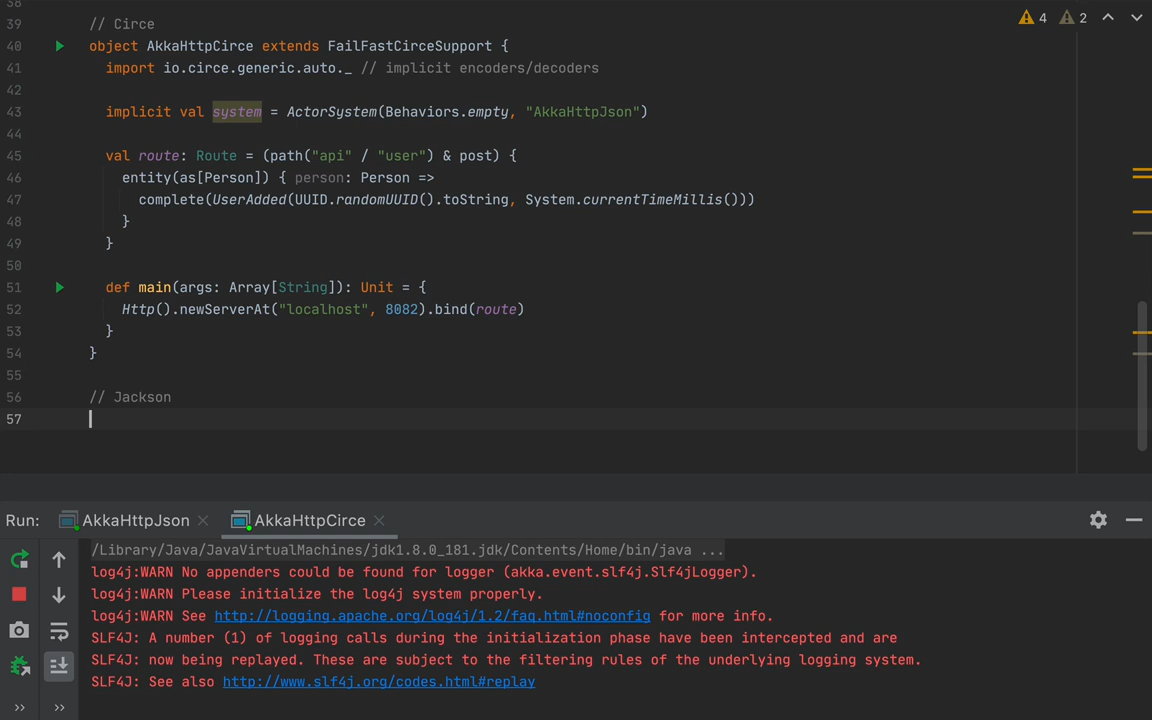 38
39 // Circe
4 2
40 object AkkaHttpCirce extends FailFastCirceSupport {
41 import io.circe.generic.auto._ // implicit encoders/decoders
42
43 implicit val system = ActorSystem(Behaviors.empty, "AkkaHttpJson")
44
45 val route: Route = (path("api" / "user") & post) {
46 entity(as[Person]) { person: Person =>
47 complete(UserAdded(UUID.randomUUID().toString, System.currentTimeMillis()))
48 }
49 }
50
51 def main(args: Array[String]): Unit = {
52 Http().newServerAt("localhost", 8082).bind(route)
53 }
54 }
55
56 // Jackson
57
Run: AkkaHttpJson × AkkaHttpCirce ×
/Library/Java/JavaVirtualMachines/jdk1.8.0_181.jdk/Contents/Home/bin/java ...
log4j:WARN No appenders could be found for logger (akka.event.slf4j.Slf4jLogger).
log4j:WARN Please initialize the log4j system properly.
log4j:WARN See http://logging.apache.org/log4j/1.2/faq.html#noconfig for more info.
SLF4J: A number (1) of logging calls during the initialization phase have been intercepted and are
SLF4J: now being replayed. These are subject to the filtering rules of the underlying logging system.
SLF4J: See also http://www.slf4j.org/codes.html#replay